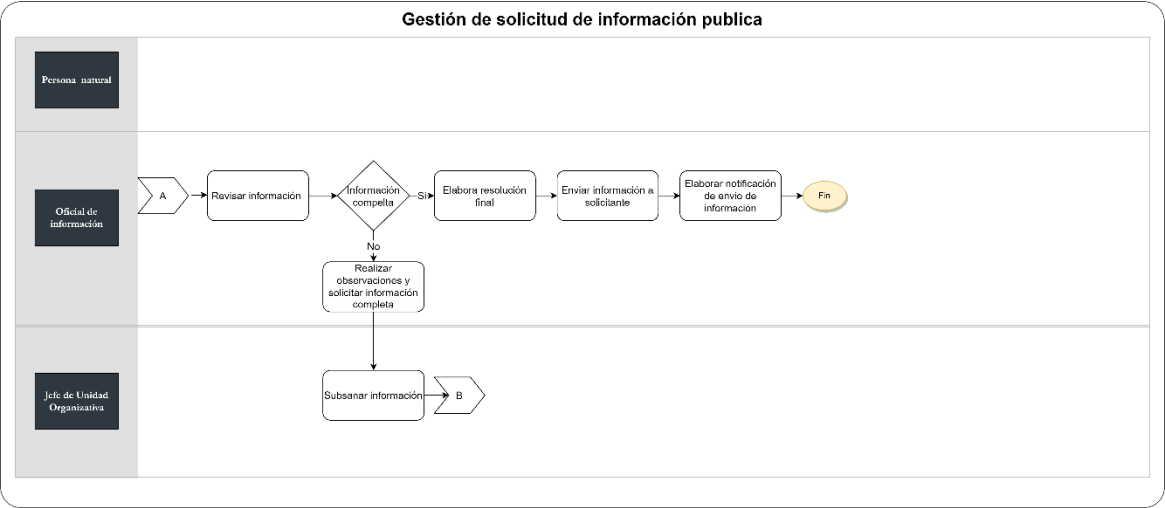 Gestión de solicitud de información publica
Persona natural
Oficial de
información
A
Revisar información
Información
compelta
Si
Elabora resolución
final
Enviar información a
solicitante
Elaborar notificación
de envio de
información
Fin
No
Realizar
observaciones y
solicitar información
completa
Jefe de Unidad
Organizativa
Subsanar información
B